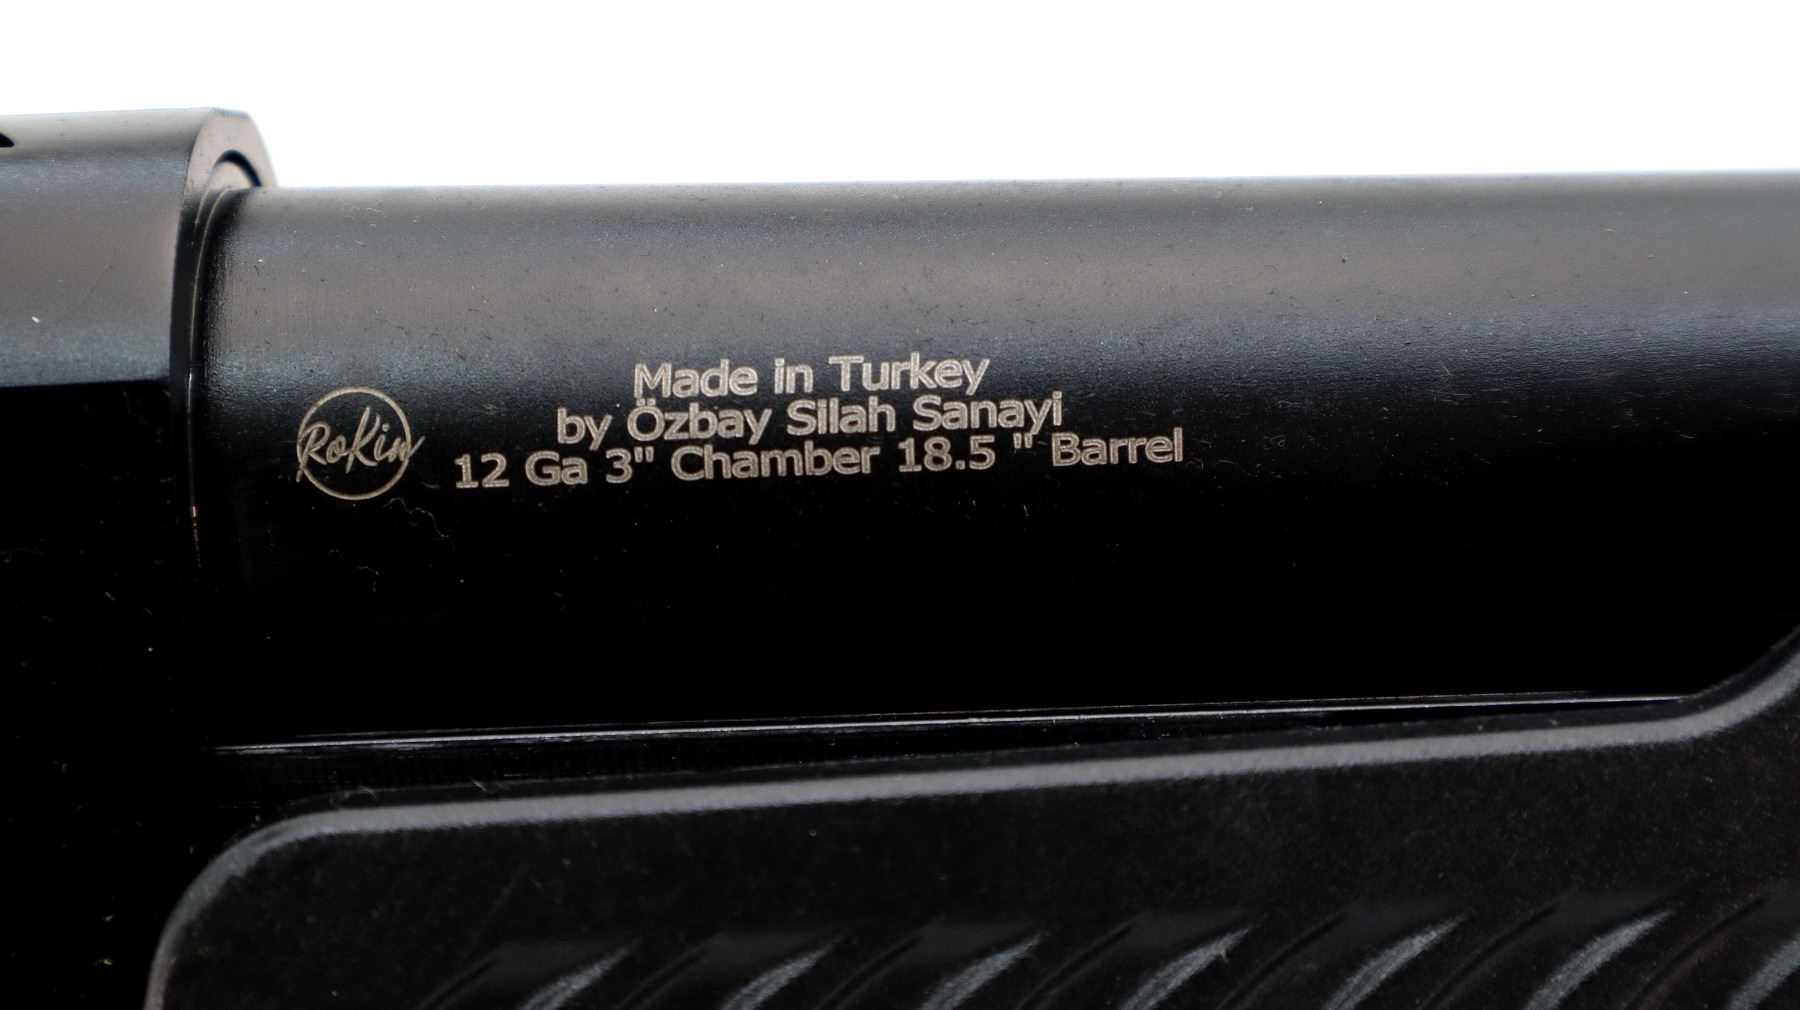 RoKin
Made in Turkey
by Özbay Silah Sanayi
12 Ga 3" Chamber 18.5 " Barrel